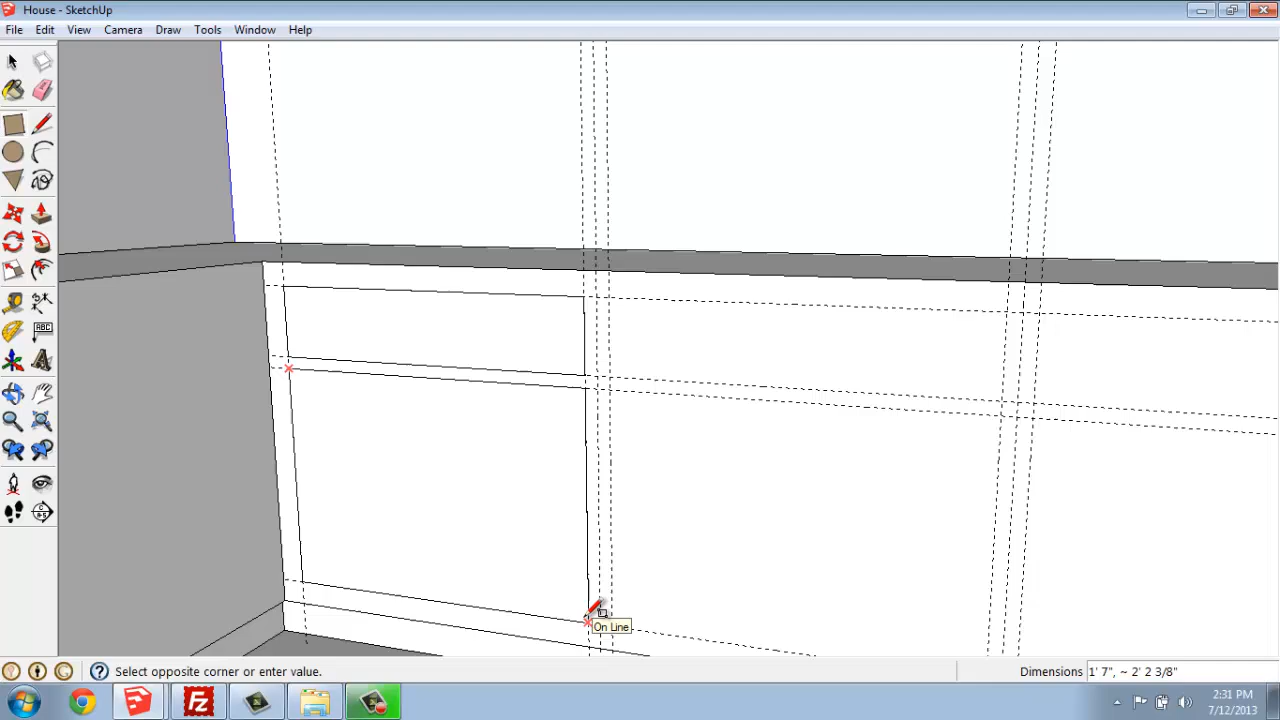 House - SketchUp
File Edit View Camera Draw Tools Window Help
ABC
On Line
Select opposite corner or enter value.
Dimensions 1' 7", ~ 2' 2 3/8"
2:31 PM
7/12/2013